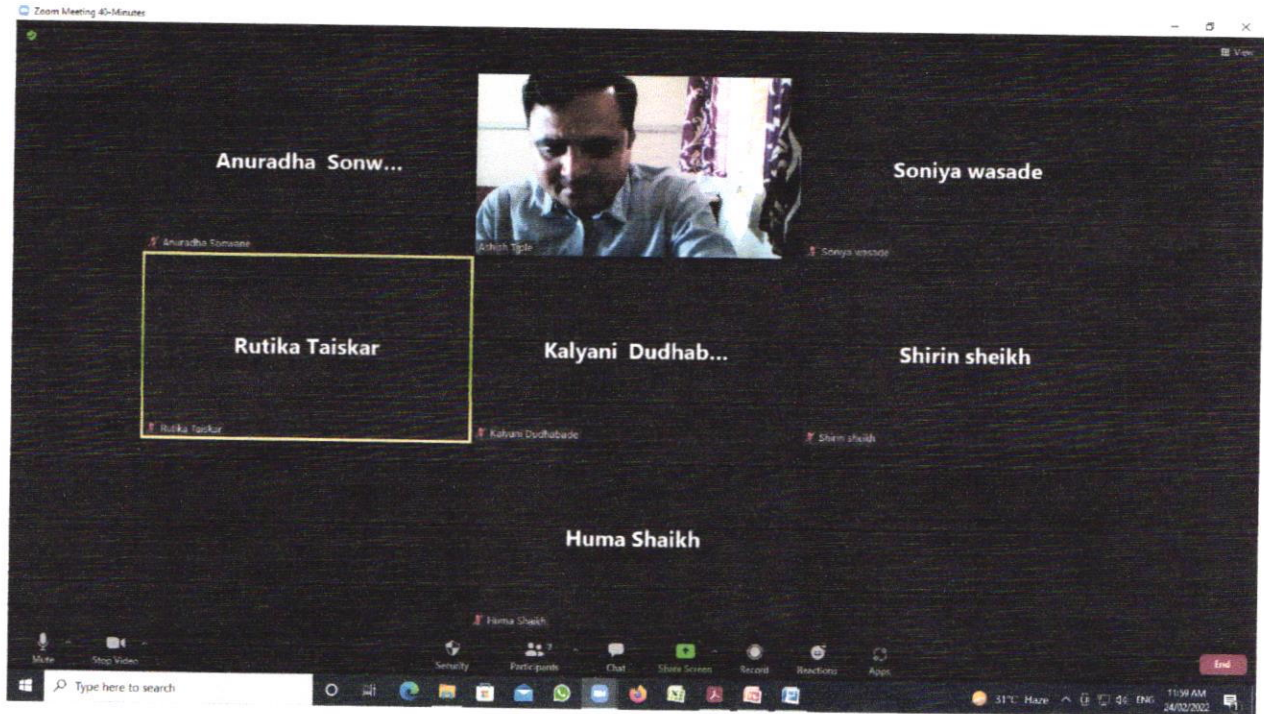 Zoom Meeting 40-Minutes
View
Anuradha Sonw...
Soniya wasade
Anuradha Sonwane
Ashish Tiple
Soniya wasade
Rutika Taiskar
Kalyani Dudhab...
Shirin sheikh
Rutika Taiskar
Kalyani Dudhabade
Shirin sheikh
Huma Shaikh
Huma Shaikh
Mute
Stop Video
Security
Participants
7
Chat
Share Screen
Record
Reactions
Apps
End
Type here to search
31°C Haze
ENG
11:59 AM
24/02/2022